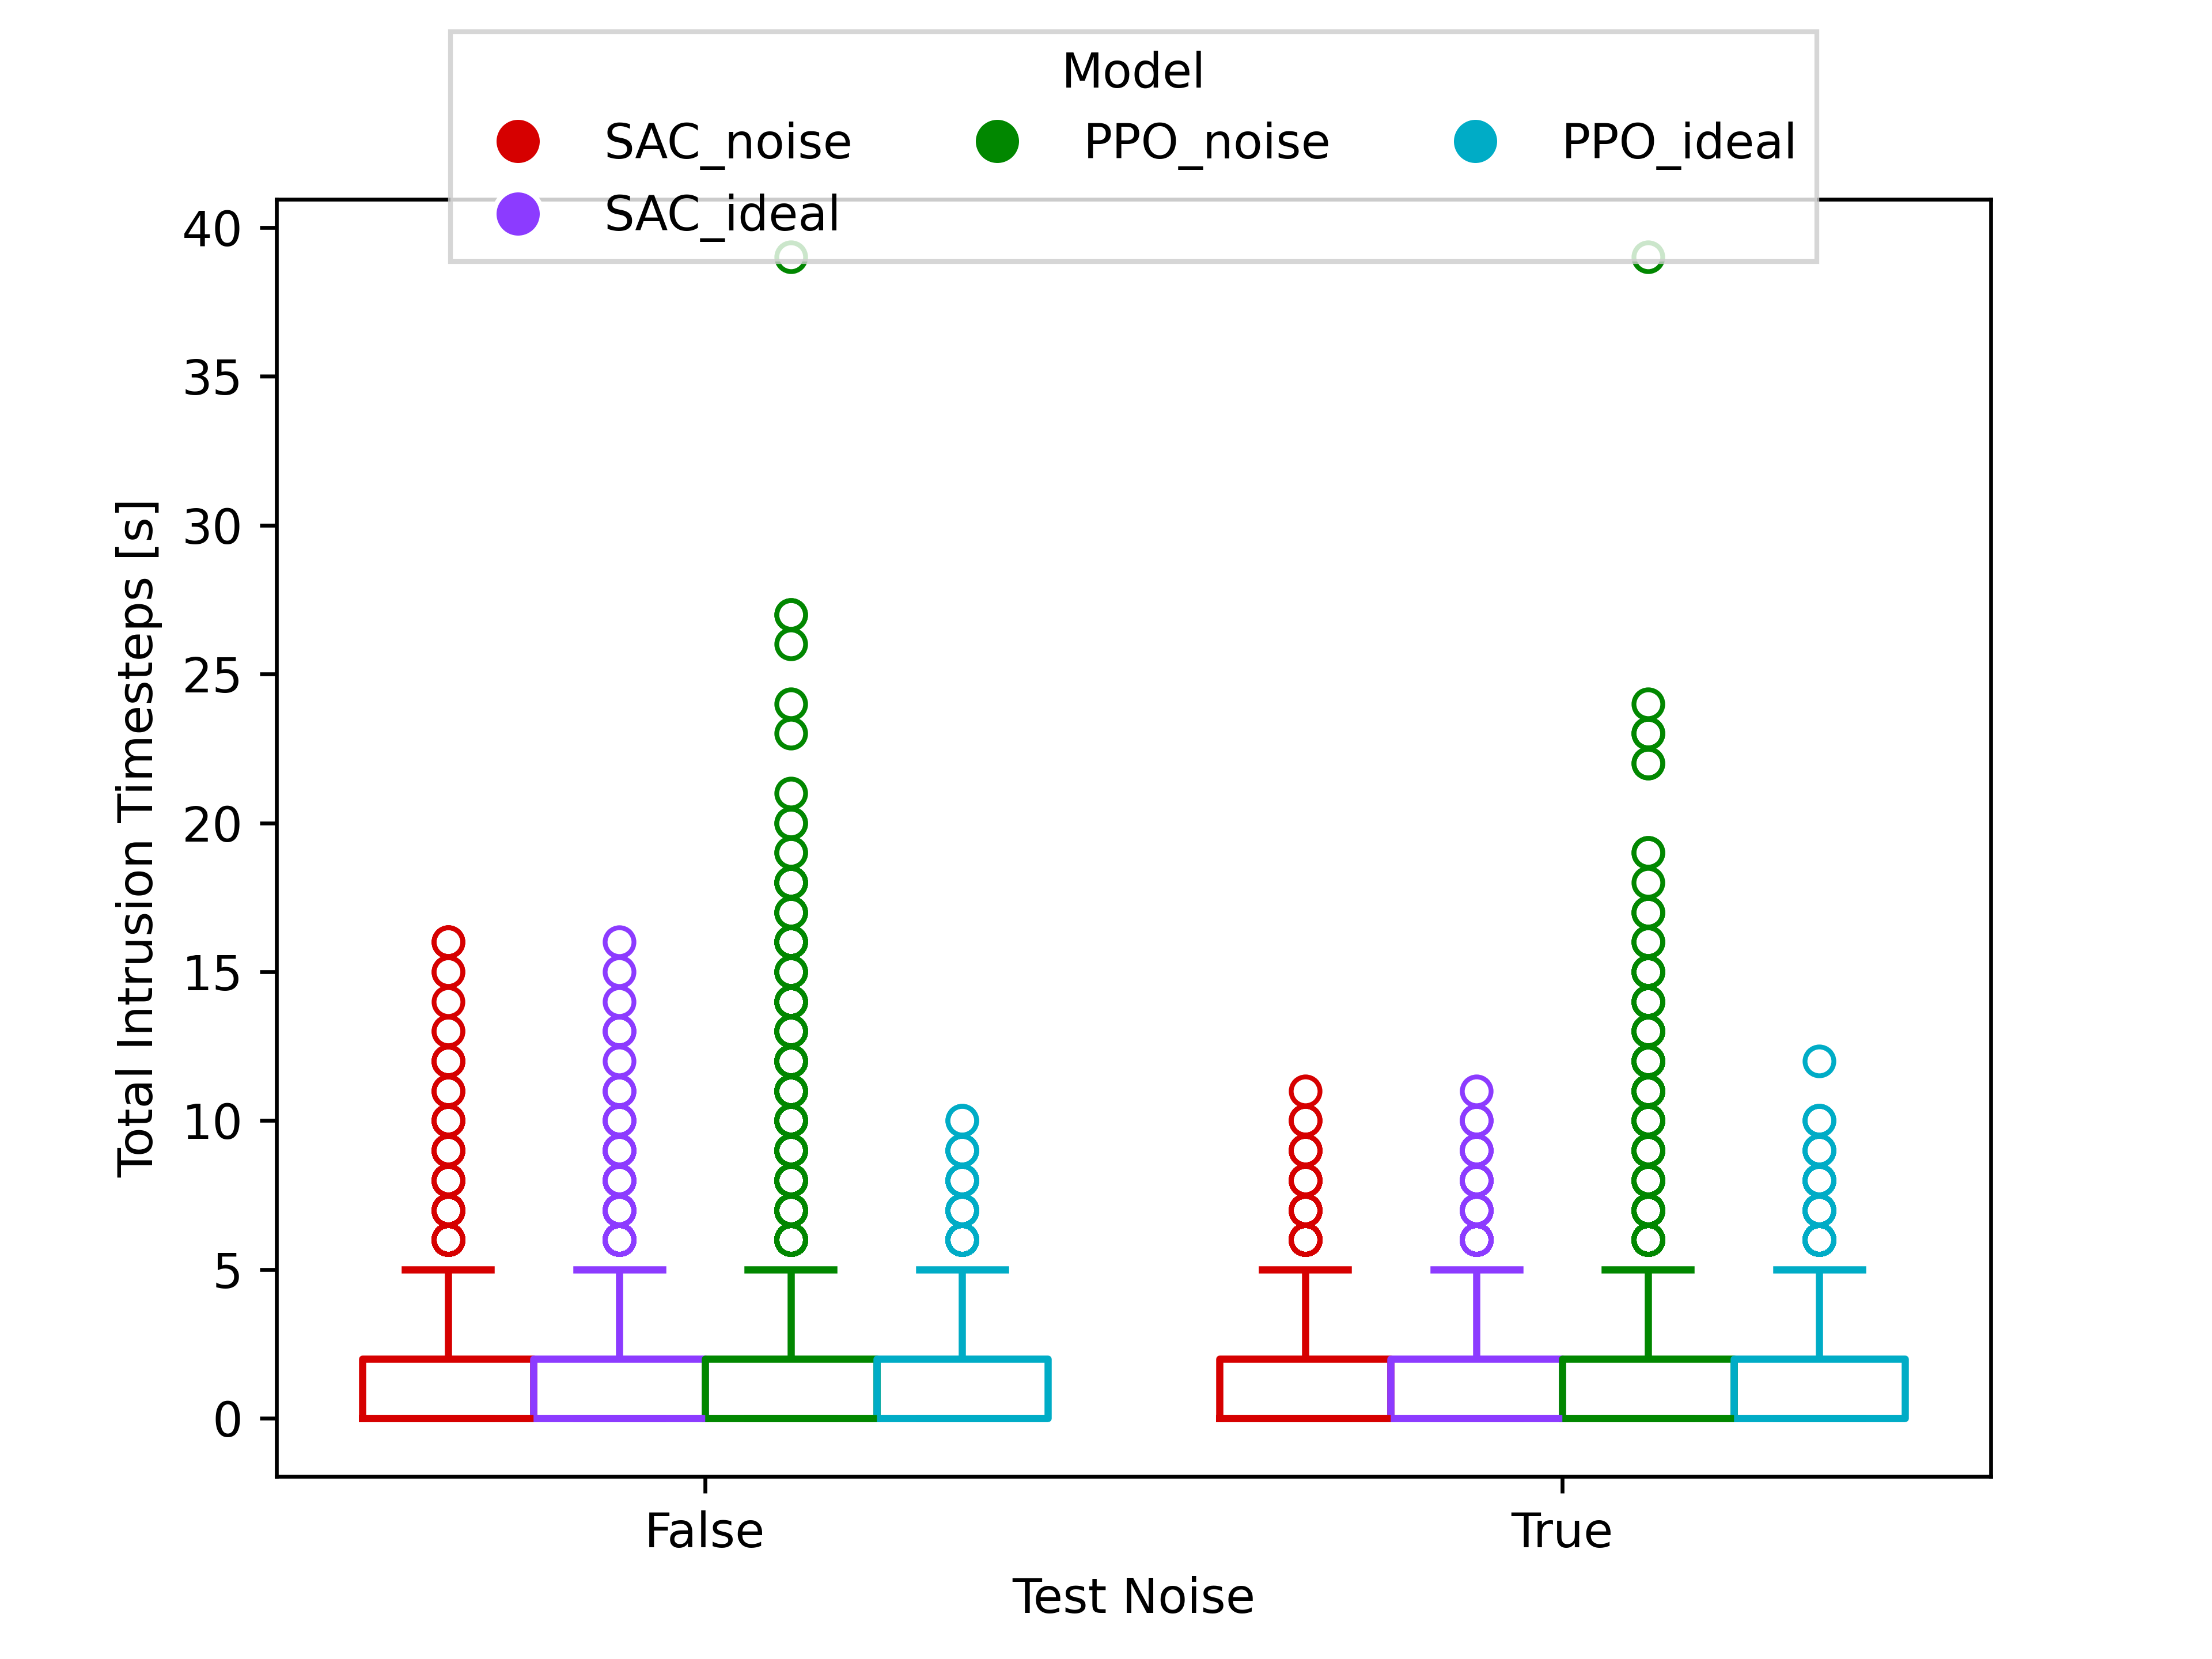 Model
SAC_noise PPO_noise PPO_ideal
SAC_ideal
40
35
30
25
20
15
10
5
0
Total Intrusion Timesteps [s]
False True
Test Noise